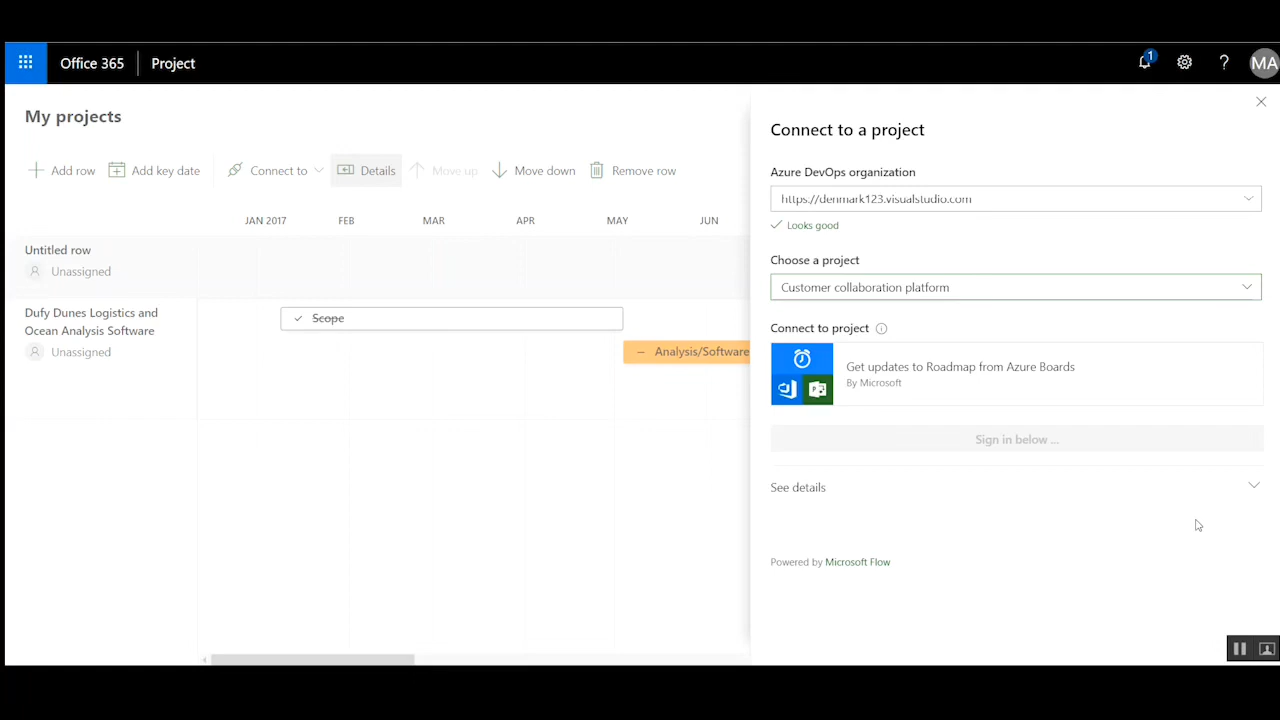 Office 365
Project
1
MA
My projects
Add row
Add key date
Connect to
Details
Move up
Move down
Remove row
JAN 2017
FEB
MAR
APR
MAY
JUN
Untitled row
Unassigned
Dufy Dunes Logistics and
Ocean Analysis Software
Unassigned
Scope
Analysis/Software
Connect to a project
Azure DevOps organization
https://denmark123.visualstudio.com
Looks good
Choose a project
Customer collaboration platform
Connect to project
Get updates to Roadmap from Azure Boards
By Microsoft
Sign in below ...
See details
Powered by Microsoft Flow